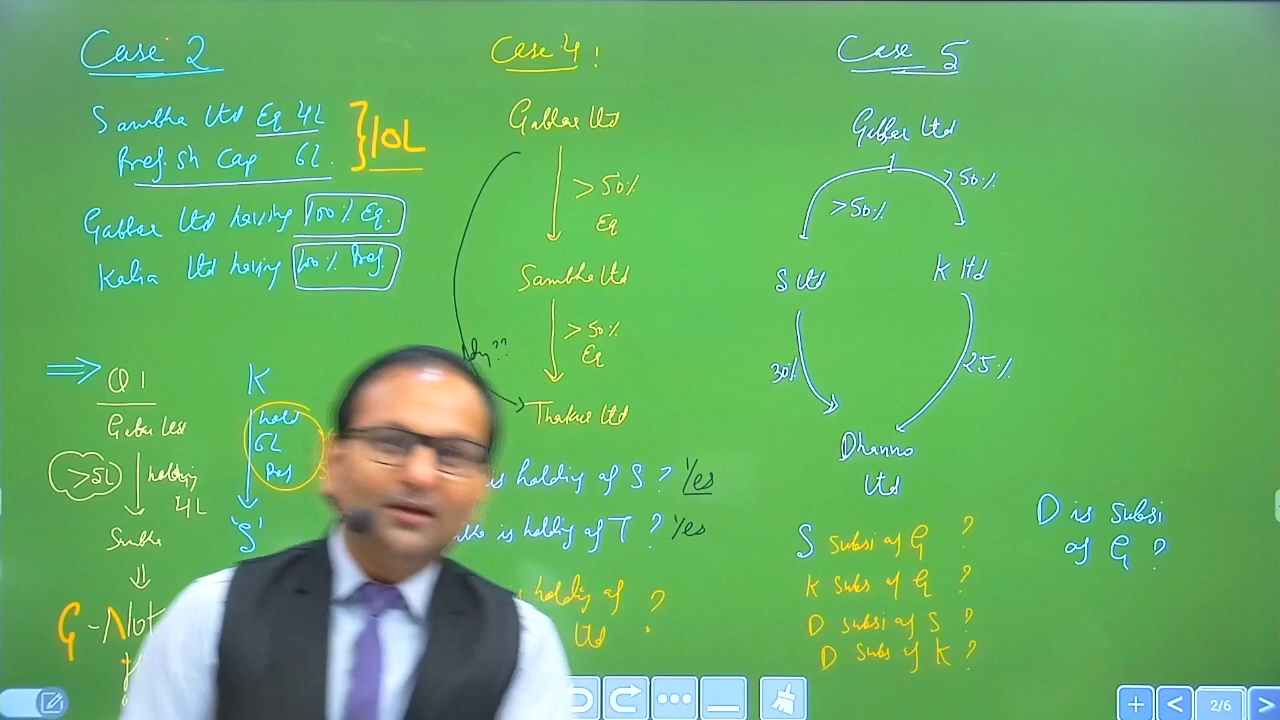 Case 2
Sambha Ltd Eq 4L
Pref. Sh Cap 6L.
} 10L
Gabbar Ltd having 100% Eq.
Kalia Ltd having 100% Pref.
⇒ Q1
Gabbar Ltd
>5L
holding
4L
Sambha
⇓
G - Not
K
hold
6L
Pref
'S'
Case 4!
Gabbar Ltd
>50%
Eq
Sambha Ltd
>50%
Eq
??
Thakur Ltd
is holding of S ? Yes
is holding of T ? Yes
holding of ?
Ltd
Case 5
Gabbar Ltd
>50%
>50%
S Ltd
K Ltd
30%
25%
Dhanno
Ltd
S subsi of G ?
K subs of G ?
D subsi of S ?
D subs of K ?
D is subsi
of G ?
2/6